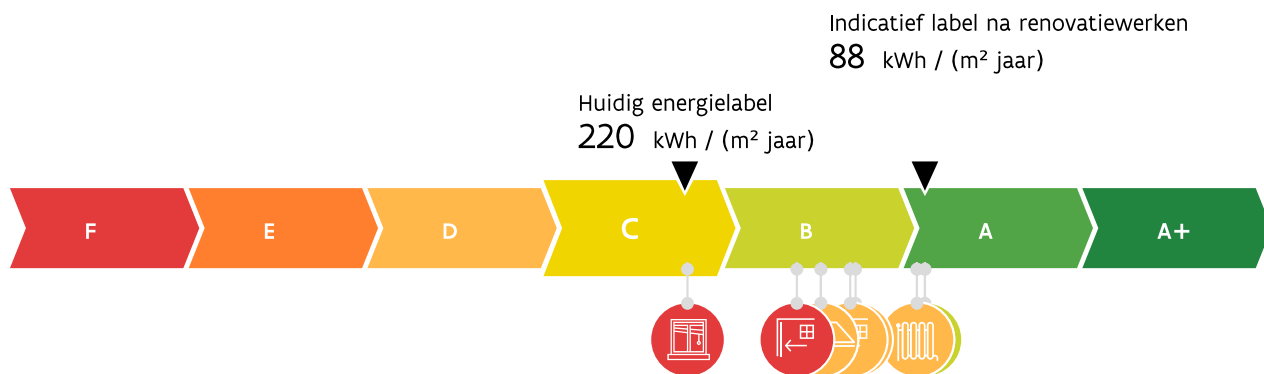 Indicatief label na renovatiewerken
88 kWh / (m² jaar)
Huidig energielabel
220 kWh / (m² jaar)
F E D C B A A+